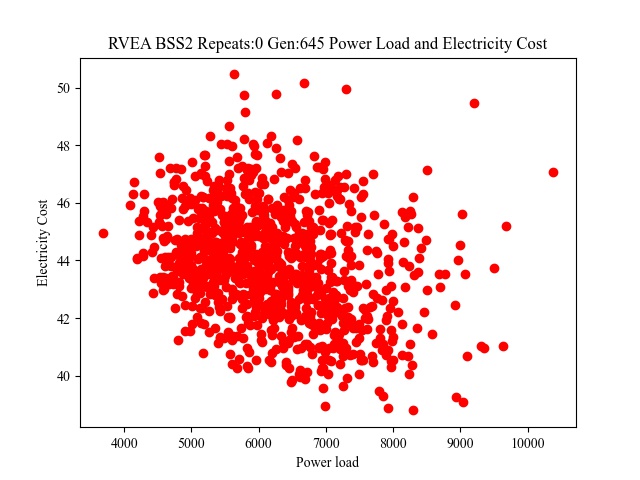 RVEA BSS2 Repeats:0 Gen:645 Power Load and Electricity Cost
50
48
46
44
42
40
Electricity Cost
4000 5000 6000 7000 8000 9000 10000
Power load